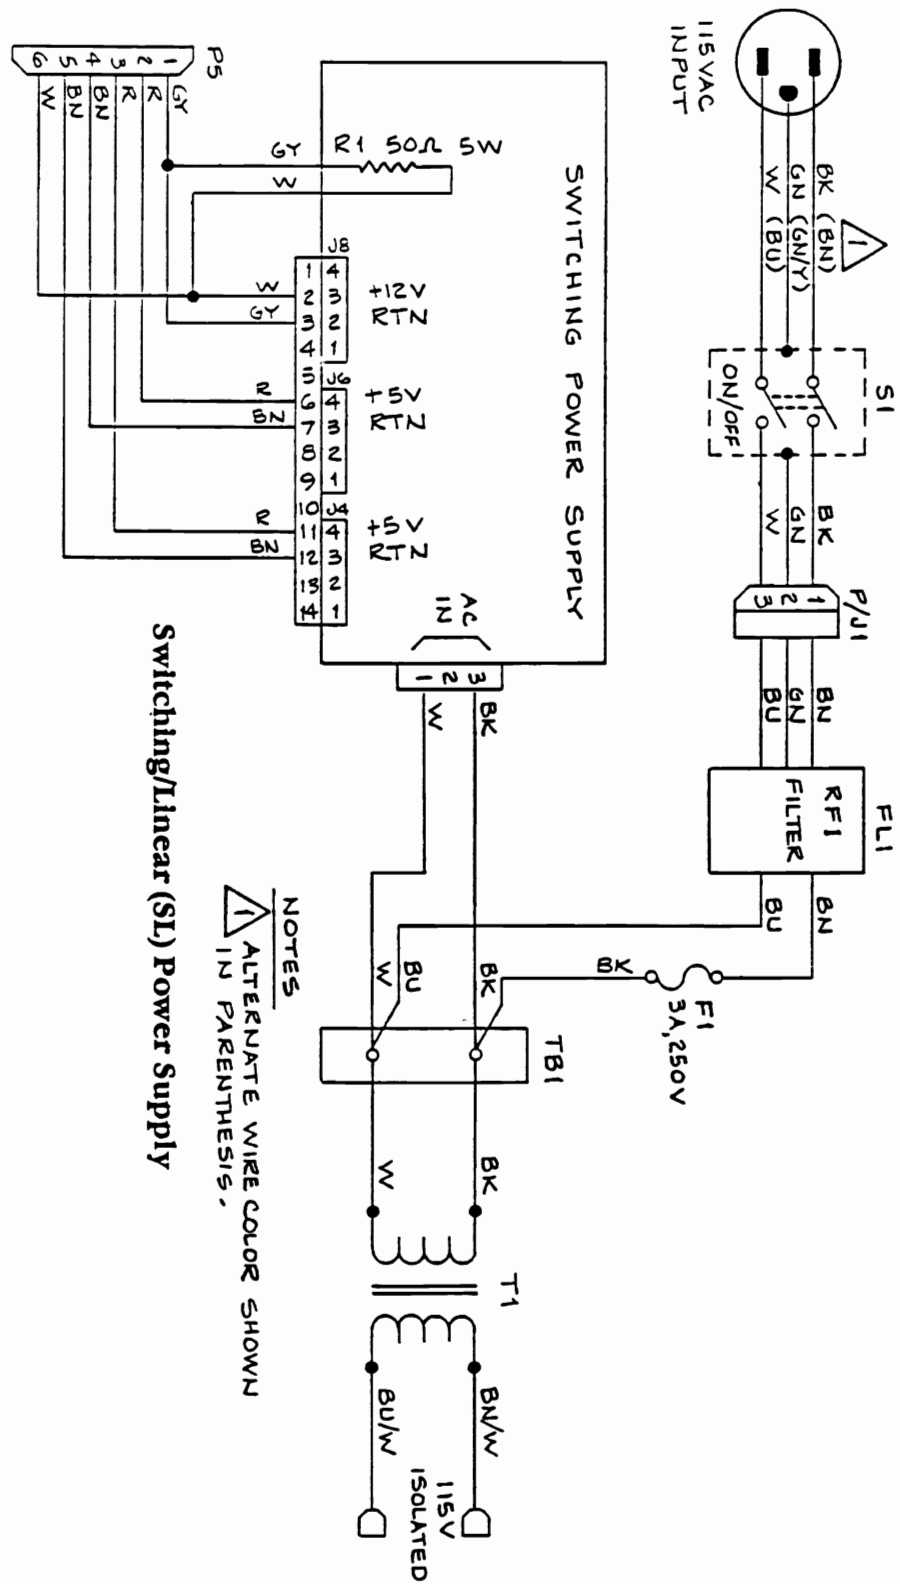 115VAC
INPUT
BK (BN)
GN (GN/Y)
W (BU)
1
S1
ON/OFF
BK
GN
W
P/J1
1
2
3
BN
GN
BU
FL1
RFI
FILTER
BN
BU
F1
3A, 250V
BK
P5
1
2
3
4
5
6
GY
R
R
BN
BN
W
SWITCHING POWER SUPPLY
R1 50Ω 5W
GY
W
J8
1 4
2 3
3 2
4 1
5
J6
6 4
7 3
8 2
9 1
10
J4
11 4
12 3
13 2
14 1
W
GY
R
BN
R
BN
+12V
RTN
+5V
RTN
+5V
RTN
AC
IN
3
2
1
BK
W
BK
BU
W
TB1
BK
W
T1
BN/W
BU/W
115V
ISOLATED
NOTES
1 ALTERNATE WIRE COLOR SHOWN
IN PARENTHESIS.
Switching/Linear (SL) Power Supply